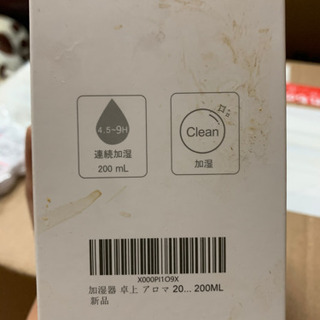 4.5~9H
連続加湿
200 mL
Clean
加湿
X000PI1O9X
加湿器 卓上 アロマ 20... 200ML
新品